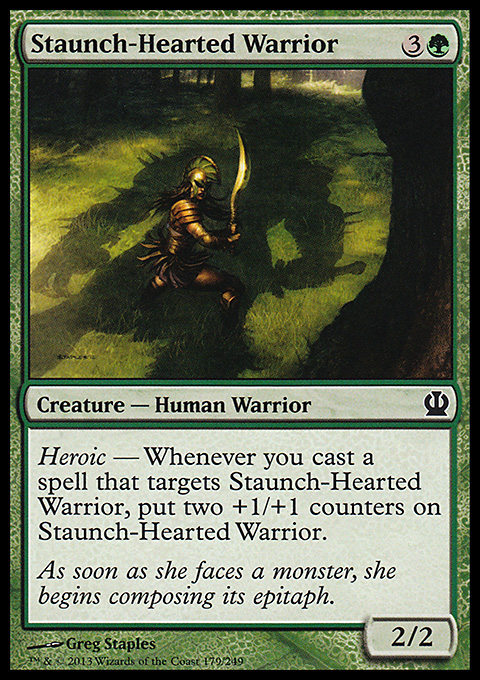 Staunch-Hearted Warrior 3
Creature — Human Warrior
Heroic — Whenever you cast a
spell that targets Staunch-Hearted
Warrior, put two +1/+1 counters on
Staunch-Hearted Warrior.
As soon as she faces a monster, she
begins composing its epitaph.
2/2
Greg Staples
™ & © 2013 Wizards of the Coast 179/249